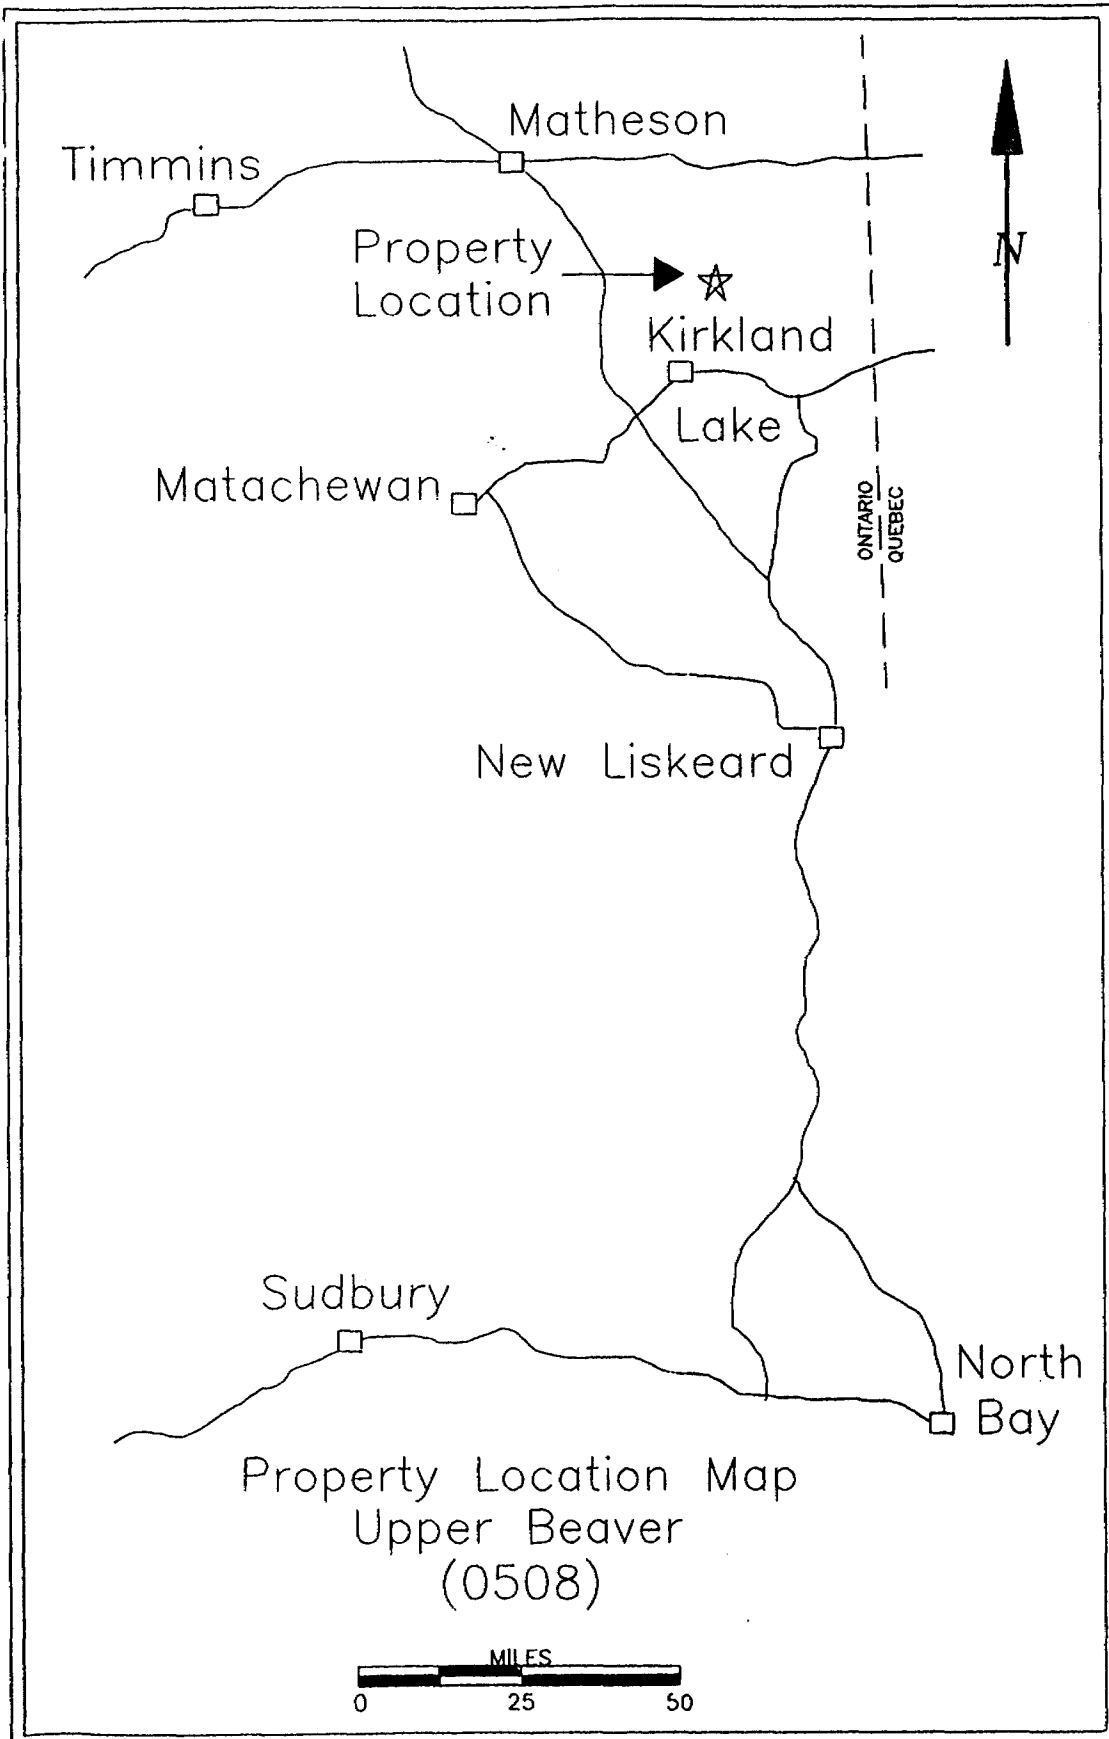 Matheson
Timmins
N
Property
Location
Kirkland
Lake
Matachewan
ONTARIO
QUEBEC
New Liskeard
Sudbury
North
Bay
Property Location Map
Upper Beaver
(0508)
MILES
0 25 50